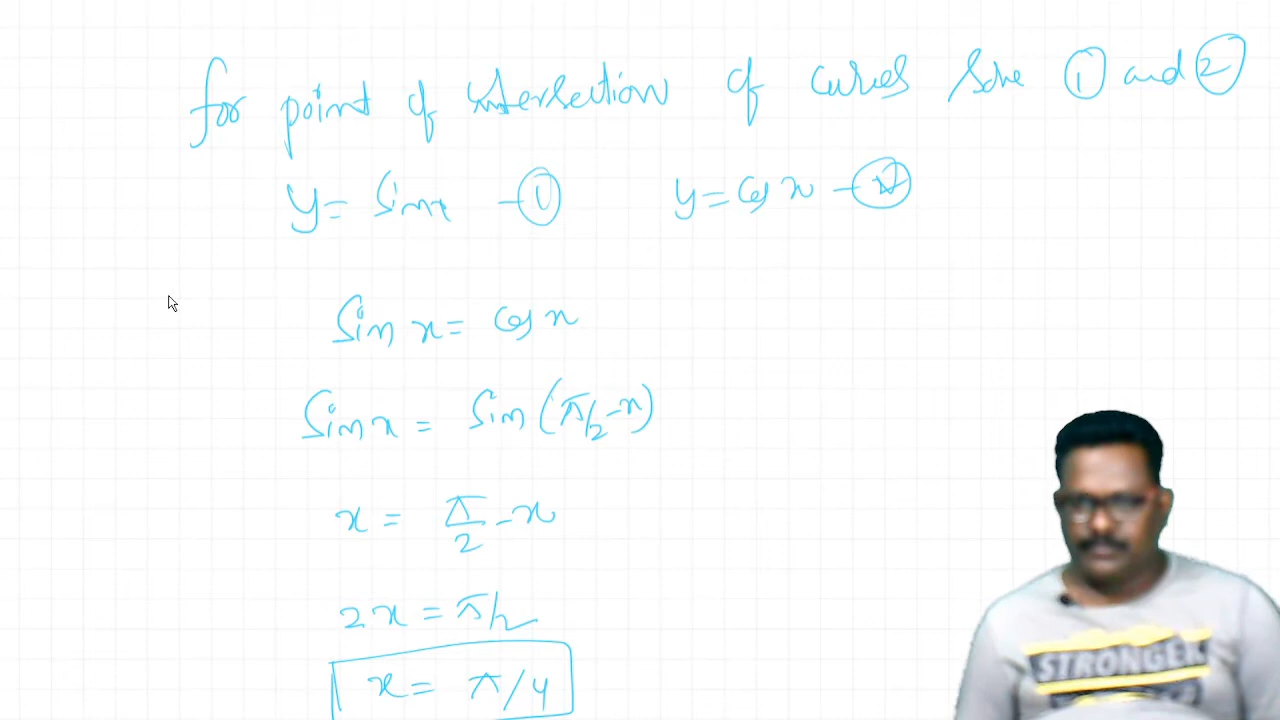 for point of intersection of curves solve ① and ②
y = sin x - ① y = cos x - ②
sin x = cos x
sin x = sin (π/2 - x)
x = π/2 - x
2x = π/2
x = π/4
STRONGER